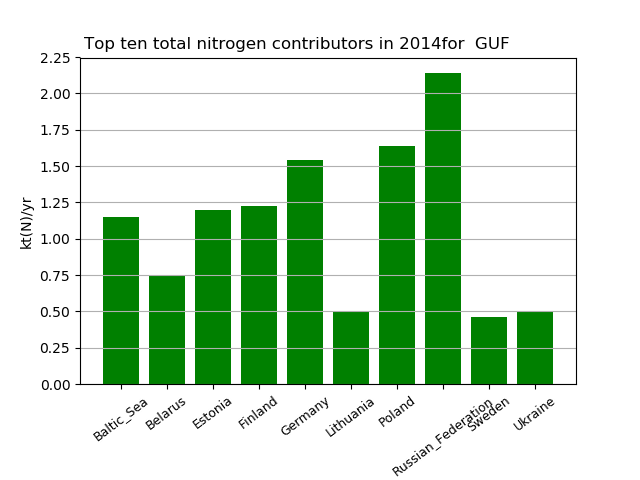 Top ten total nitrogen contributors in 2014for  GUF
kt(N)/yr
2.25
2.00
1.75
1.50
1.25
1.00
0.75
0.50
0.25
0.00
Baltic_Sea
Belarus
Estonia
Finland
Germany
Lithuania
Poland
Russian_Federation
Sweden
Ukraine